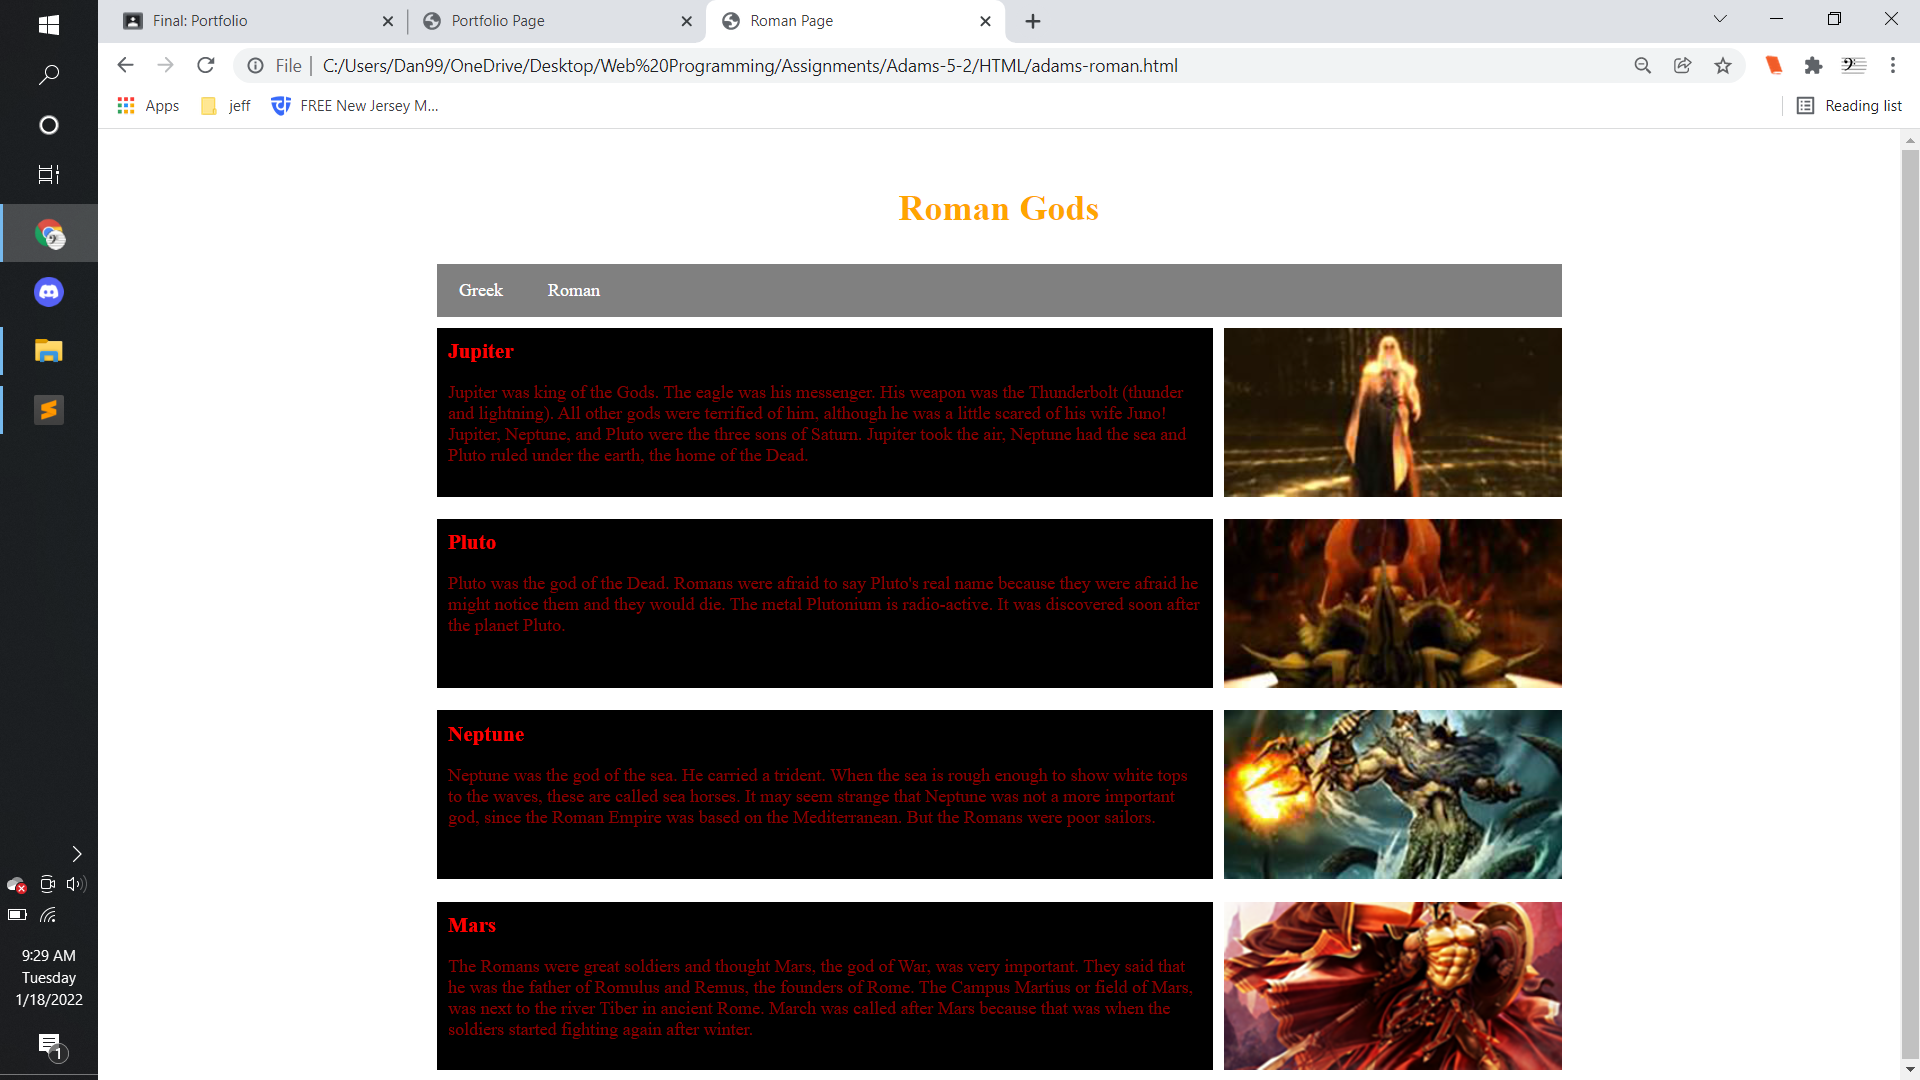 Final: Portfolio
Portfolio Page
Roman Page
File
C:/Users/Dan99/OneDrive/Desktop/Web%20Programming/Assignments/Adams-5-2/HTML/adams-roman.html
Apps
jeff
FREE New Jersey M...
Reading list
Roman Gods
Greek
Roman
Jupiter
Jupiter was king of the Gods. The eagle was his messenger. His weapon was the Thunderbolt (thunder
and lightning). All other gods were terrified of him, although he was a little scared of his wife Juno!
Jupiter, Neptune, and Pluto were the three sons of Saturn. Jupiter took the air, Neptune had the sea and
Pluto ruled under the earth, the home of the Dead.
Pluto
Pluto was the god of the Dead. Romans were afraid to say Pluto's real name because they were afraid he
might notice them and they would die. The metal Plutonium is radio-active. It was discovered soon after
the planet Pluto.
Neptune
Neptune was the god of the sea. He carried a trident. When the sea is rough enough to show white tops
to the waves, these are called sea horses. It may seem strange that Neptune was not a more important
god, since the Roman Empire was based on the Mediterranean. But the Romans were poor sailors.
Mars
The Romans were great soldiers and thought Mars, the god of War, was very important. They said that
he was the father of Romulus and Remus, the founders of Rome. The Campus Martius or field of Mars,
was next to the river Tiber in ancient Rome. March was called after Mars because that was when the
soldiers started fighting again after winter.
9:29 AM
Tuesday
1/18/2022
1